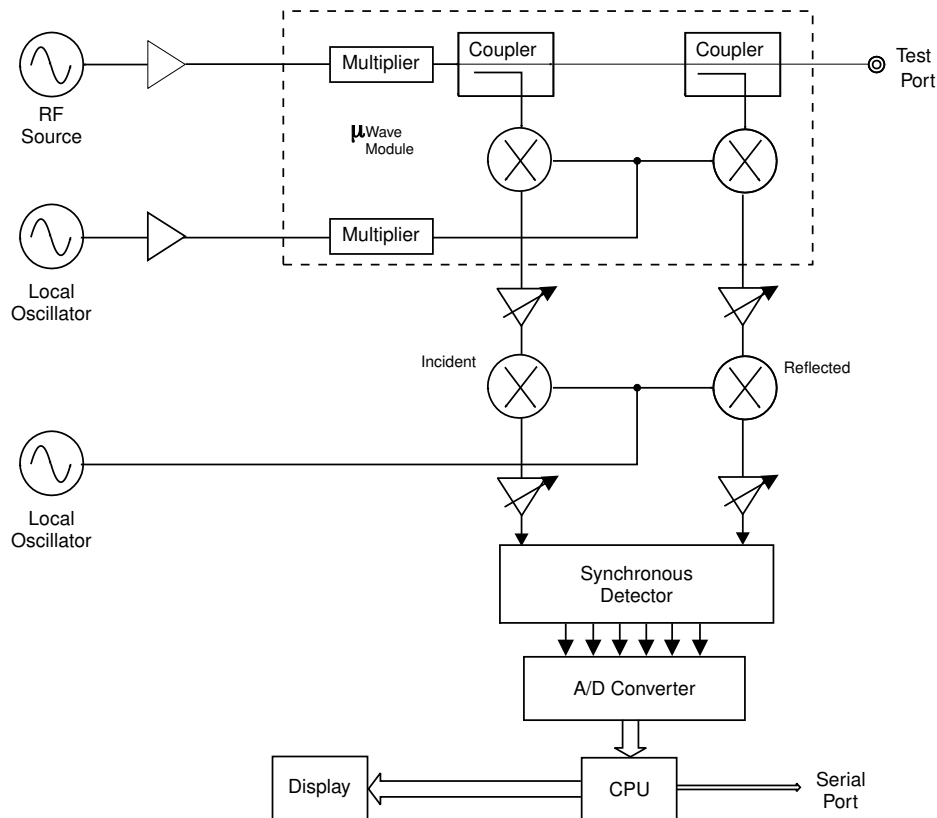 Coupler
Coupler
Multiplier
Test
Port
RF
Source
μWave
Module
Multiplier
Local
Oscillator
Incident
Reflected
Local
Oscillator
Synchronous
Detector
A/D Converter
Display
CPU
Serial
Port